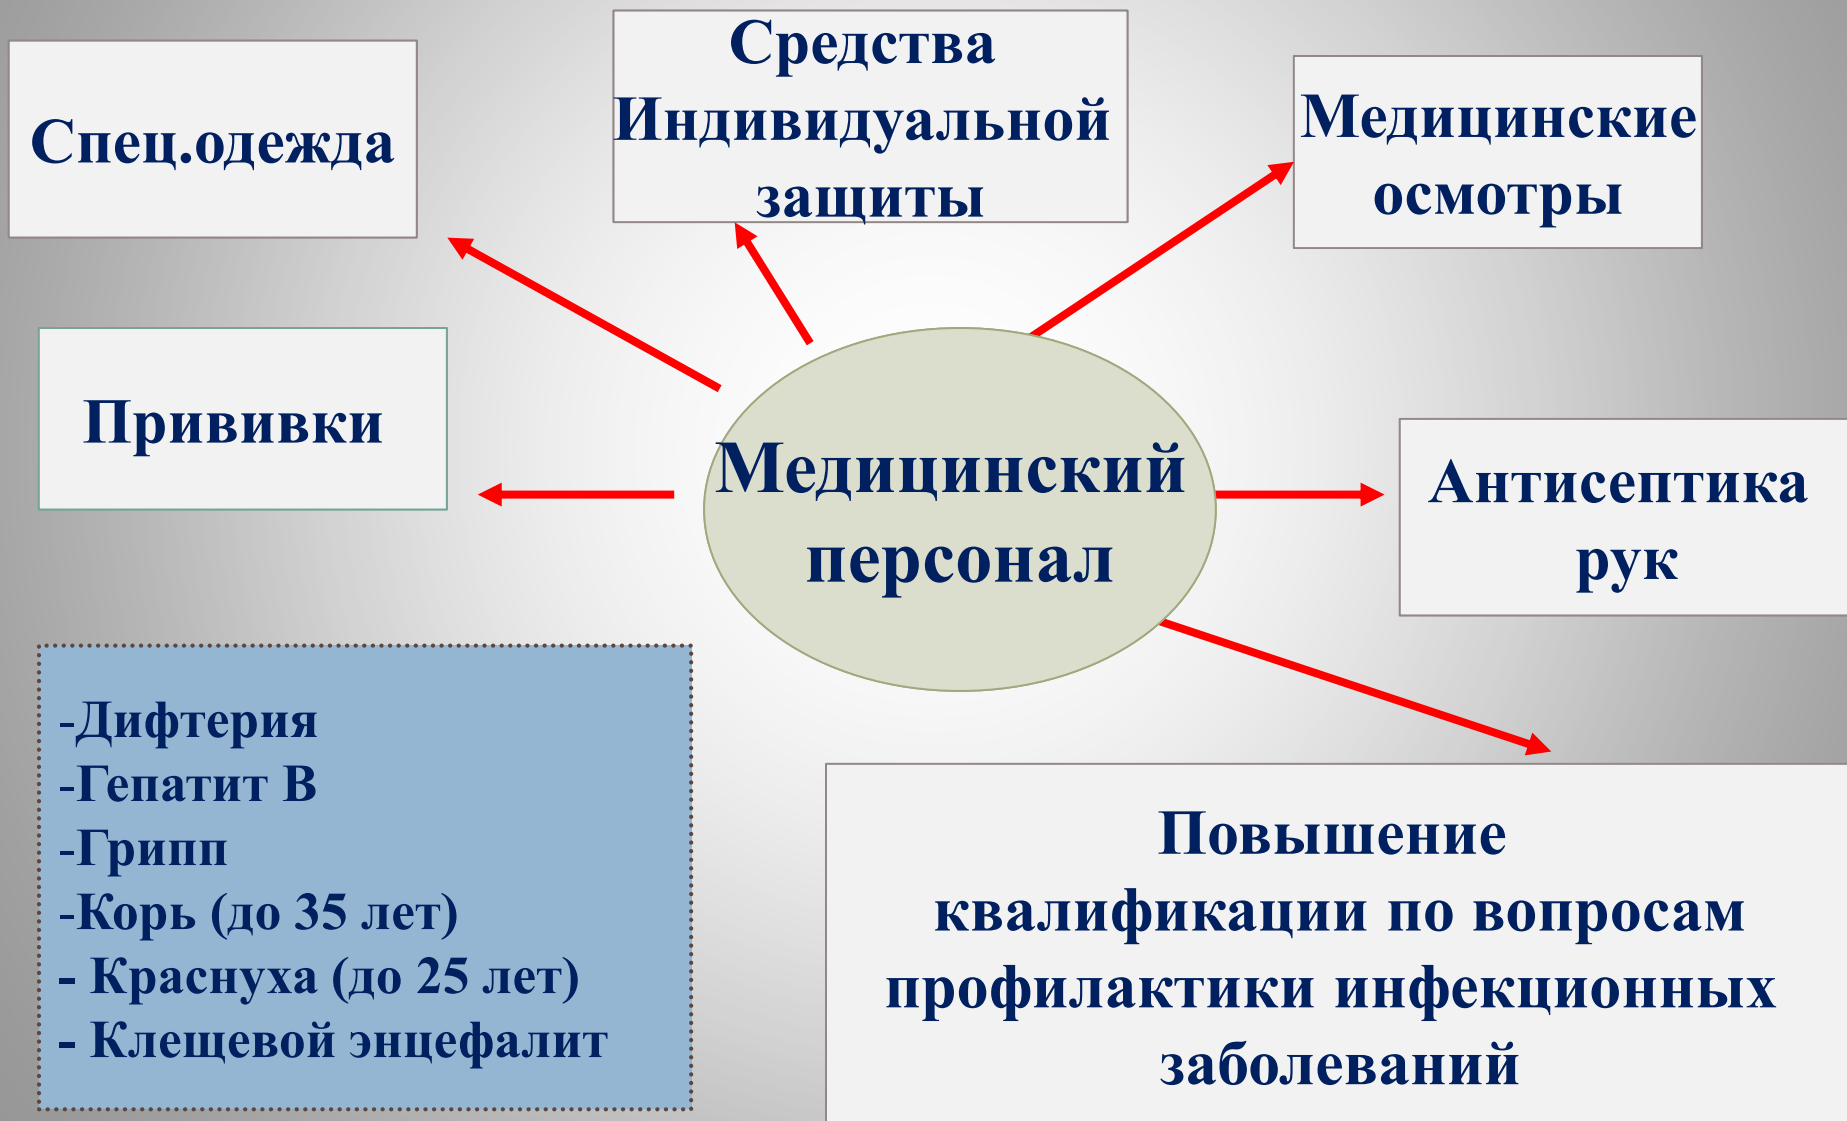 Спец.одежда
Средства
Индивидуальной
защиты
Медицинские
осмотры
Прививки
Медицинский
персонал
Антисептика
рук
-Дифтерия
-Гепатит В
-Грипп
-Корь (до 35 лет)
- Краснуха (до 25 лет)
- Клещевой энцефалит
Повышение
квалификации по вопросам
профилактики инфекционных
заболеваний